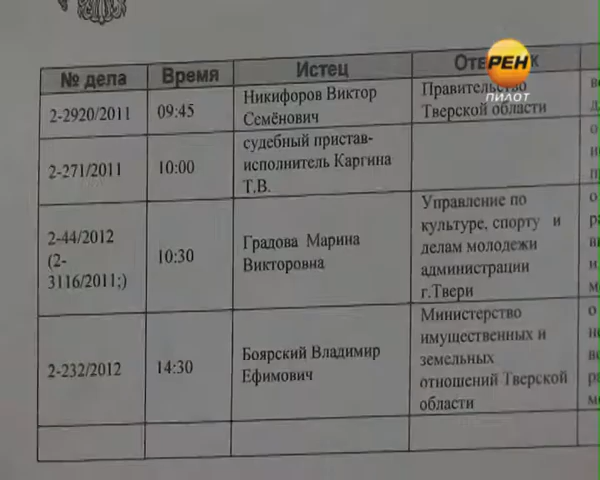 № дела
Время
Истец
РЕН
ПИЛОТ
2-2920/2011
09:45
Никифоров Виктор
Семёнович
Правительство
Тверской области
2-271/2011
10:00
судебный пристав-
исполнитель Каргина
Т.В.
2-44/2012
(2-
3116/2011;)
10:30
Градова Марина
Викторовна
Управление по
культуре, спорту и
делам молодежи
администрации
г.Твери
2-232/2012
14:30
Боярский Владимир
Ефимович
Министерство
имущественных и
земельных
отношений Тверской
области